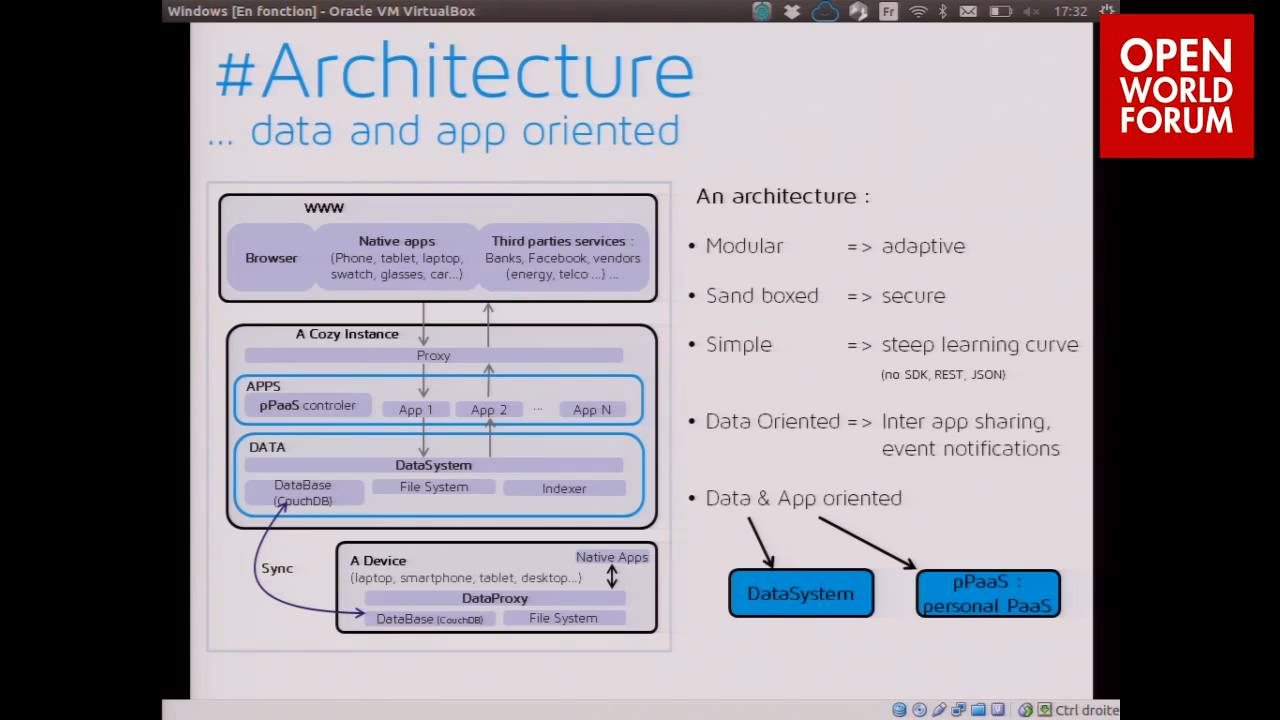 Windows [En fonction] - Oracle VM VirtualBox
Fr
17:32
OPEN
WORLD
FORUM
#Architecture
... data and app oriented
WWW
Browser
Native apps
(Phone, tablet, laptop,
swatch, glasses, car...)
Third parties services :
Banks, Facebook, vendors
(energy, telco ...) ...
A Cozy Instance
Proxy
APPS
pPaaS controler
App 1
App 2
...
App N
DATA
DataSystem
DataBase
(CouchDB)
File System
Indexer
Sync
A Device
(laptop, smartphone, tablet, desktop...)
Native Apps
DataProxy
DataBase (CouchDB)
File System
An architecture :
• Modular => adaptive
• Sand boxed => secure
• Simple => steep learning curve
(no SDK, REST, JSON)
• Data Oriented => Inter app sharing,
event notifications
• Data & App oriented
DataSystem
pPaaS :
personal PaaS
Ctrl droite